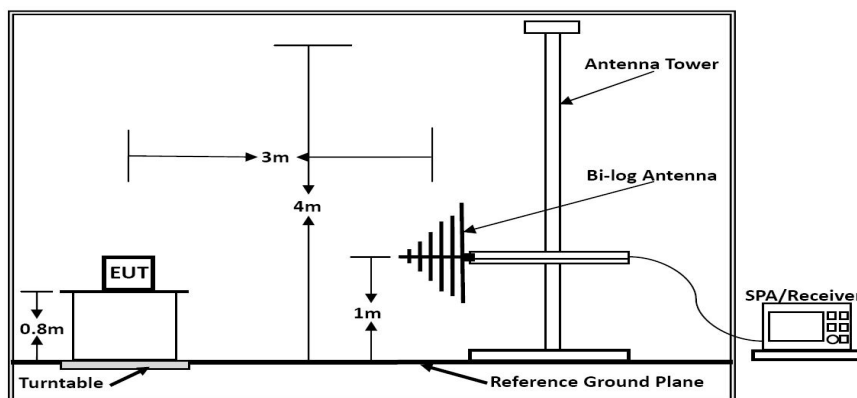 Antenna Tower
3m
Bi-log Antenna
4m
EUT
SPA/Receiver
0.8m
1m
Turntable
Reference Ground Plane